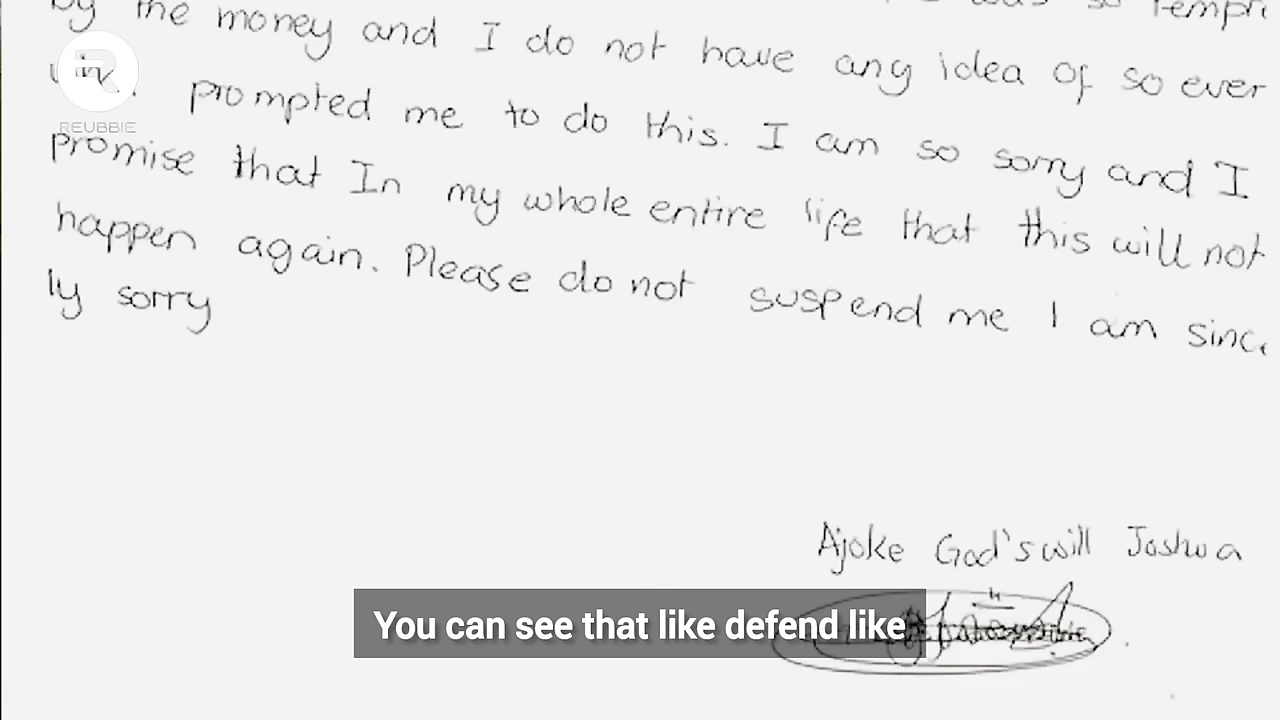 by the money and I do not have any idea of so ever
prompted me to do this. I am so sorry and I
REUBBIE
promise that In my whole entire life that this will not
happen again. Please do not suspend me I am since
ly sorry
Ajoke God's will Joshua
You can see that like defend like